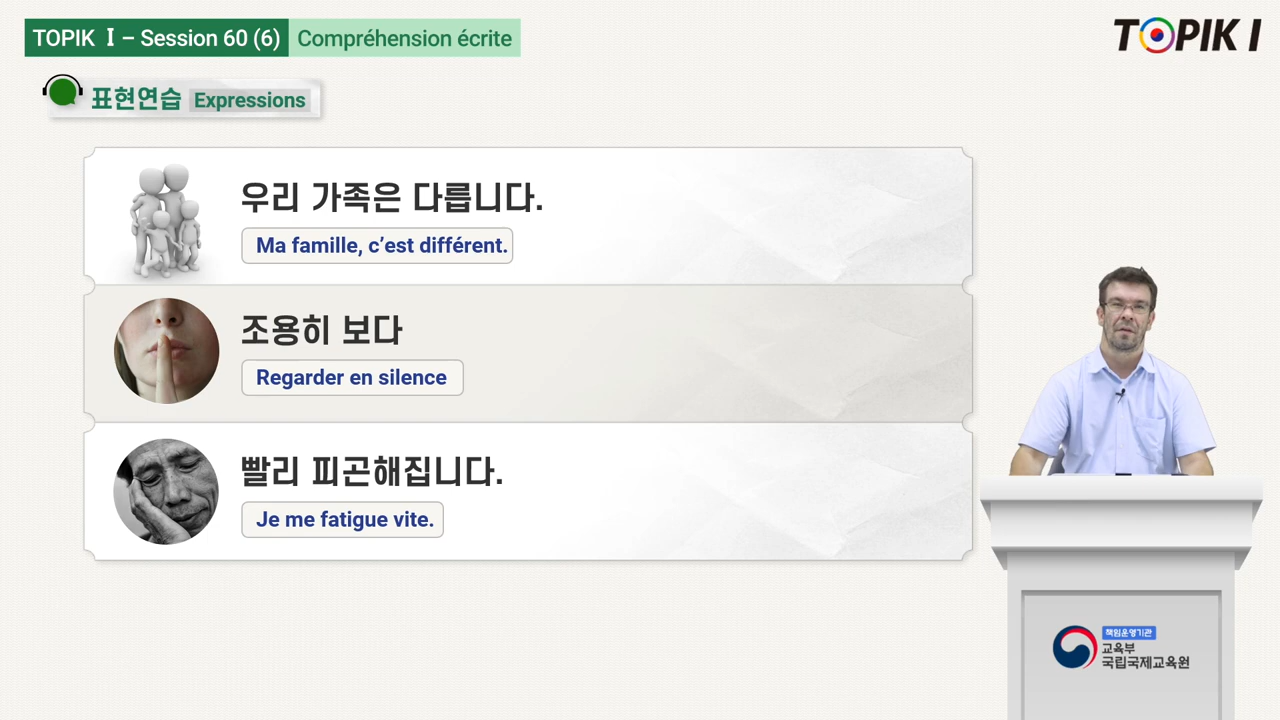 TOPIK I – Session 60 (6) Compréhension écrite
TOPIK I
표현연습 Expressions
우리 가족은 다릅니다.
Ma famille, c’est différent.
조용히 보다
Regarder en silence
빨리 피곤해집니다.
Je me fatigue vite.
책임운영기관
교육부
국립국제교육원